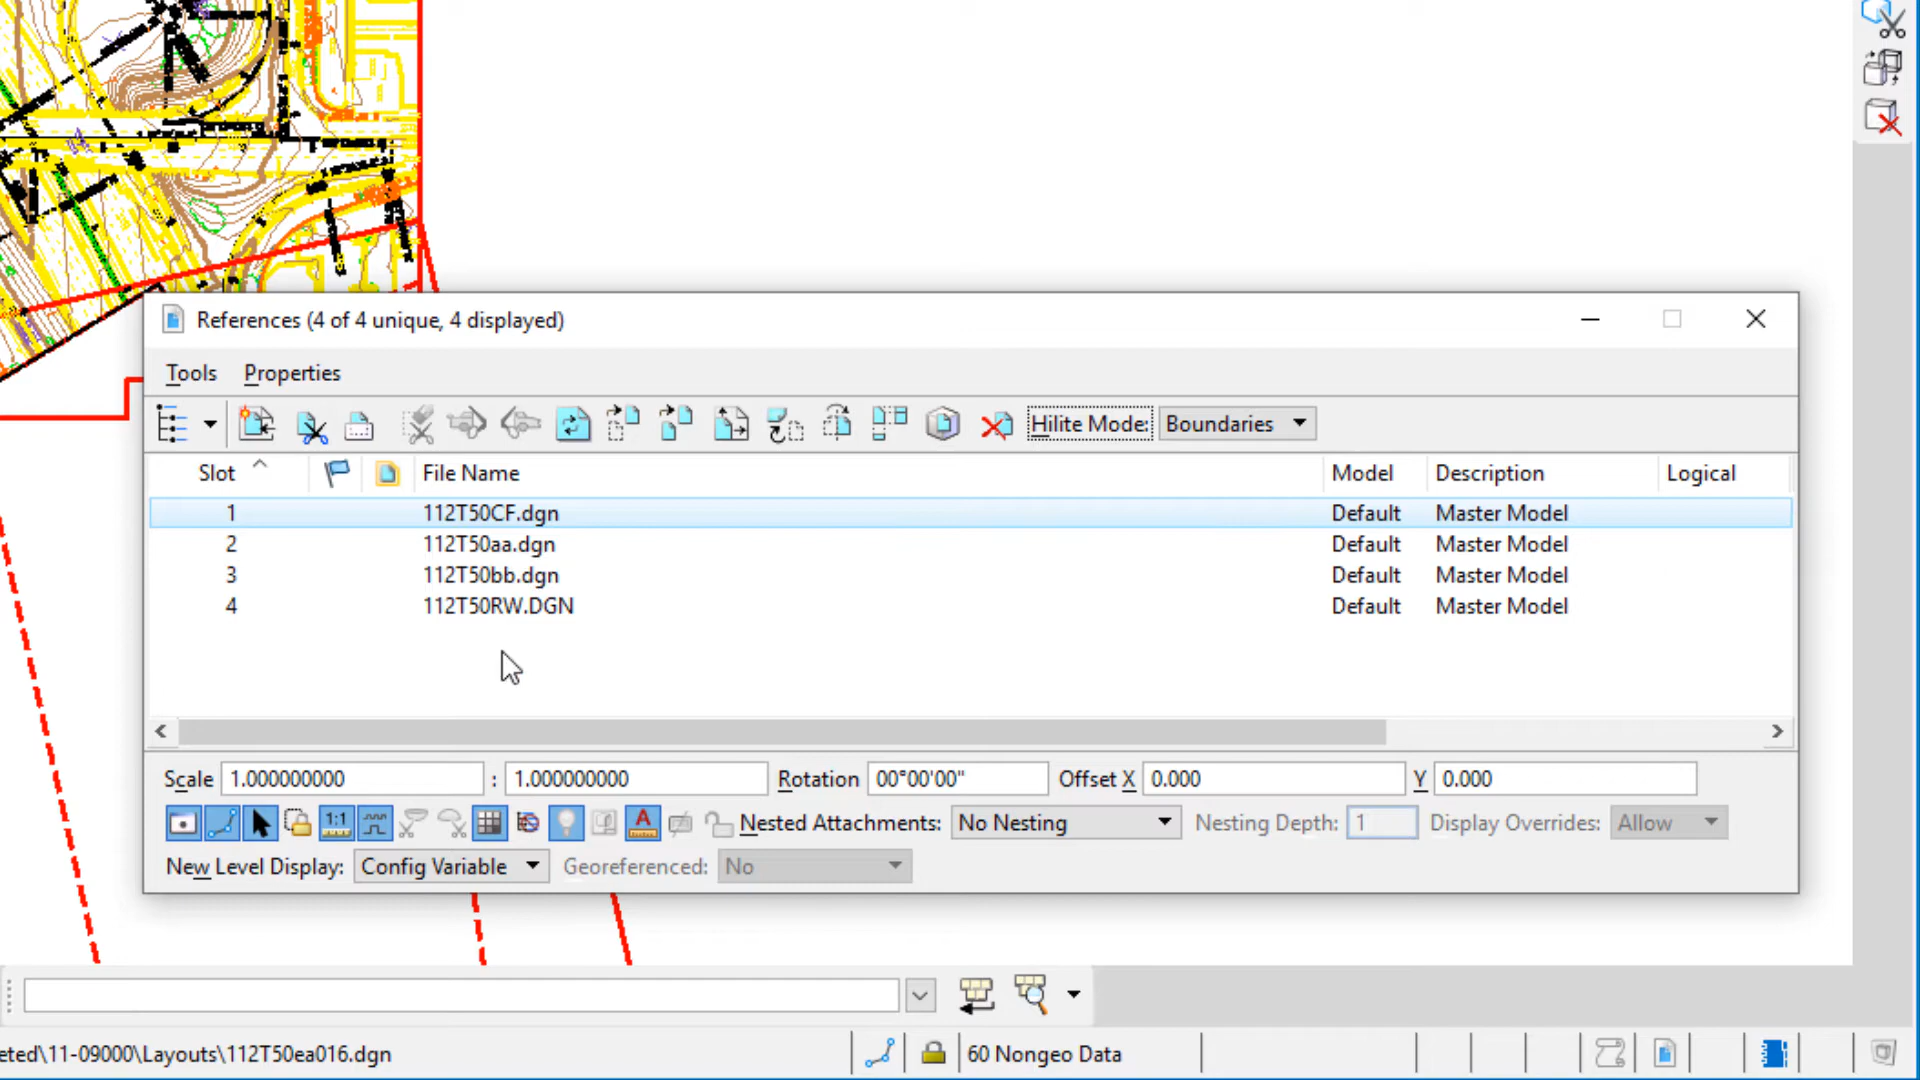 References (4 of 4 unique, 4 displayed)
Tools Properties
Hilite Mode: Boundaries
Slot File Name Model Description Logical
1 112T50CF.dgn Default Master Model
2 112T50aa.dgn Default Master Model
3 112T50bb.dgn Default Master Model
4 112T50RW.DGN Default Master Model
Scale 1.000000000 : 1.000000000 Rotation 00°00'00" Offset X 0.000 Y 0.000
1:1 A Nested Attachments: No Nesting Nesting Depth: 1 Display Overrides: Allow
New Level Display: Config Variable Georeferenced: No
eted\11-09000\Layouts\112T50ea016.dgn 60 Nongeo Data